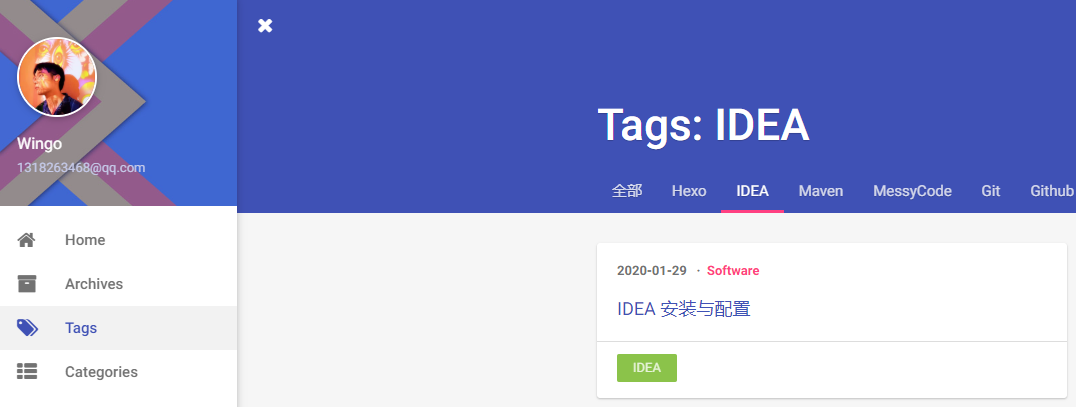 Wingo
1318263468@qq.com
Home
Archives
Tags
Categories
Tags: IDEA
全部 Hexo IDEA Maven MessyCode Git Github
2020-01-29 · Software
IDEA 安装与配置
IDEA